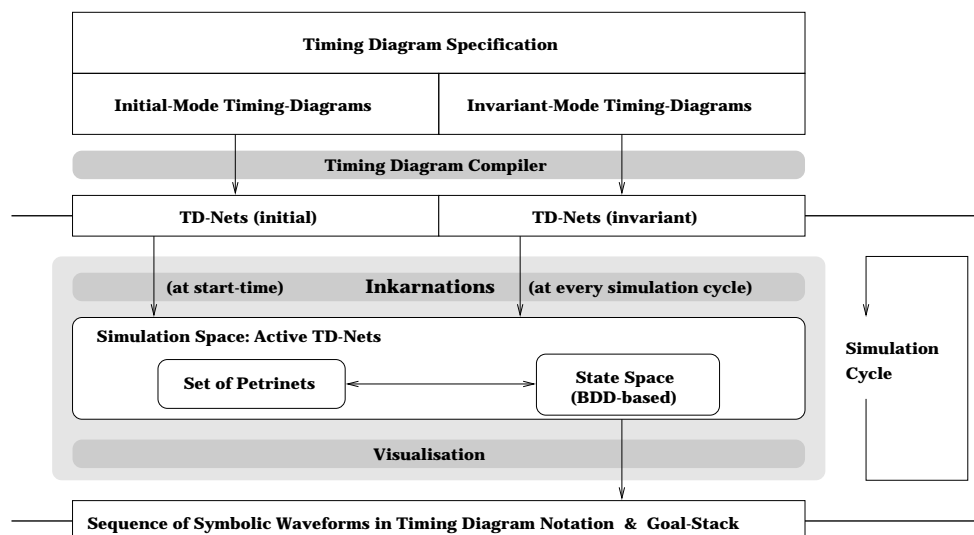 Timing Diagram Specification
Initial-Mode Timing-Diagrams
Invariant-Mode Timing-Diagrams
Timing Diagram Compiler
TD-Nets (initial)
TD-Nets (invariant)
(at start-time)
Inkarnations
(at every simulation cycle)
Simulation Space: Active TD-Nets
Set of Petrinets
State Space
(BDD-based)
Simulation
Cycle
Visualisation
Sequence of Symbolic Waveforms in Timing Diagram Notation & Goal-Stack